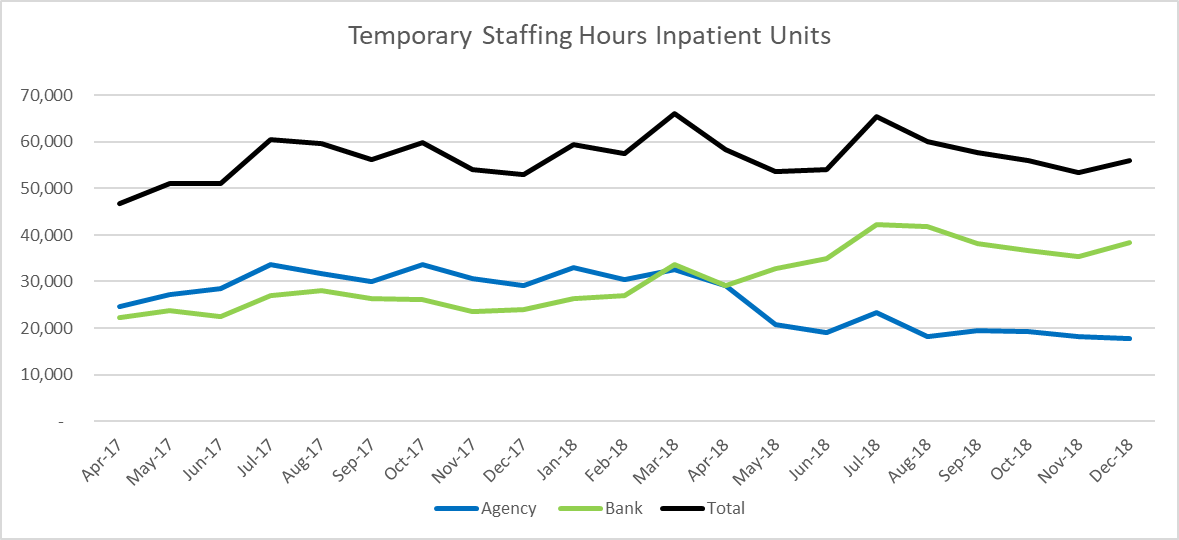 Temporary Staffing Hours Inpatient Units
70,000
60,000
50,000
40,000
30,000
20,000
10,000
-
Apr-17 May-17 Jun-17 Jul-17 Aug-17 Sep-17 Oct-17 Nov-17 Dec-17 Jan-18 Feb-18 Mar-18 Apr-18 May-18 Jun-18 Jul-18 Aug-18 Sep-18 Oct-18 Nov-18 Dec-18
Agency Bank Total